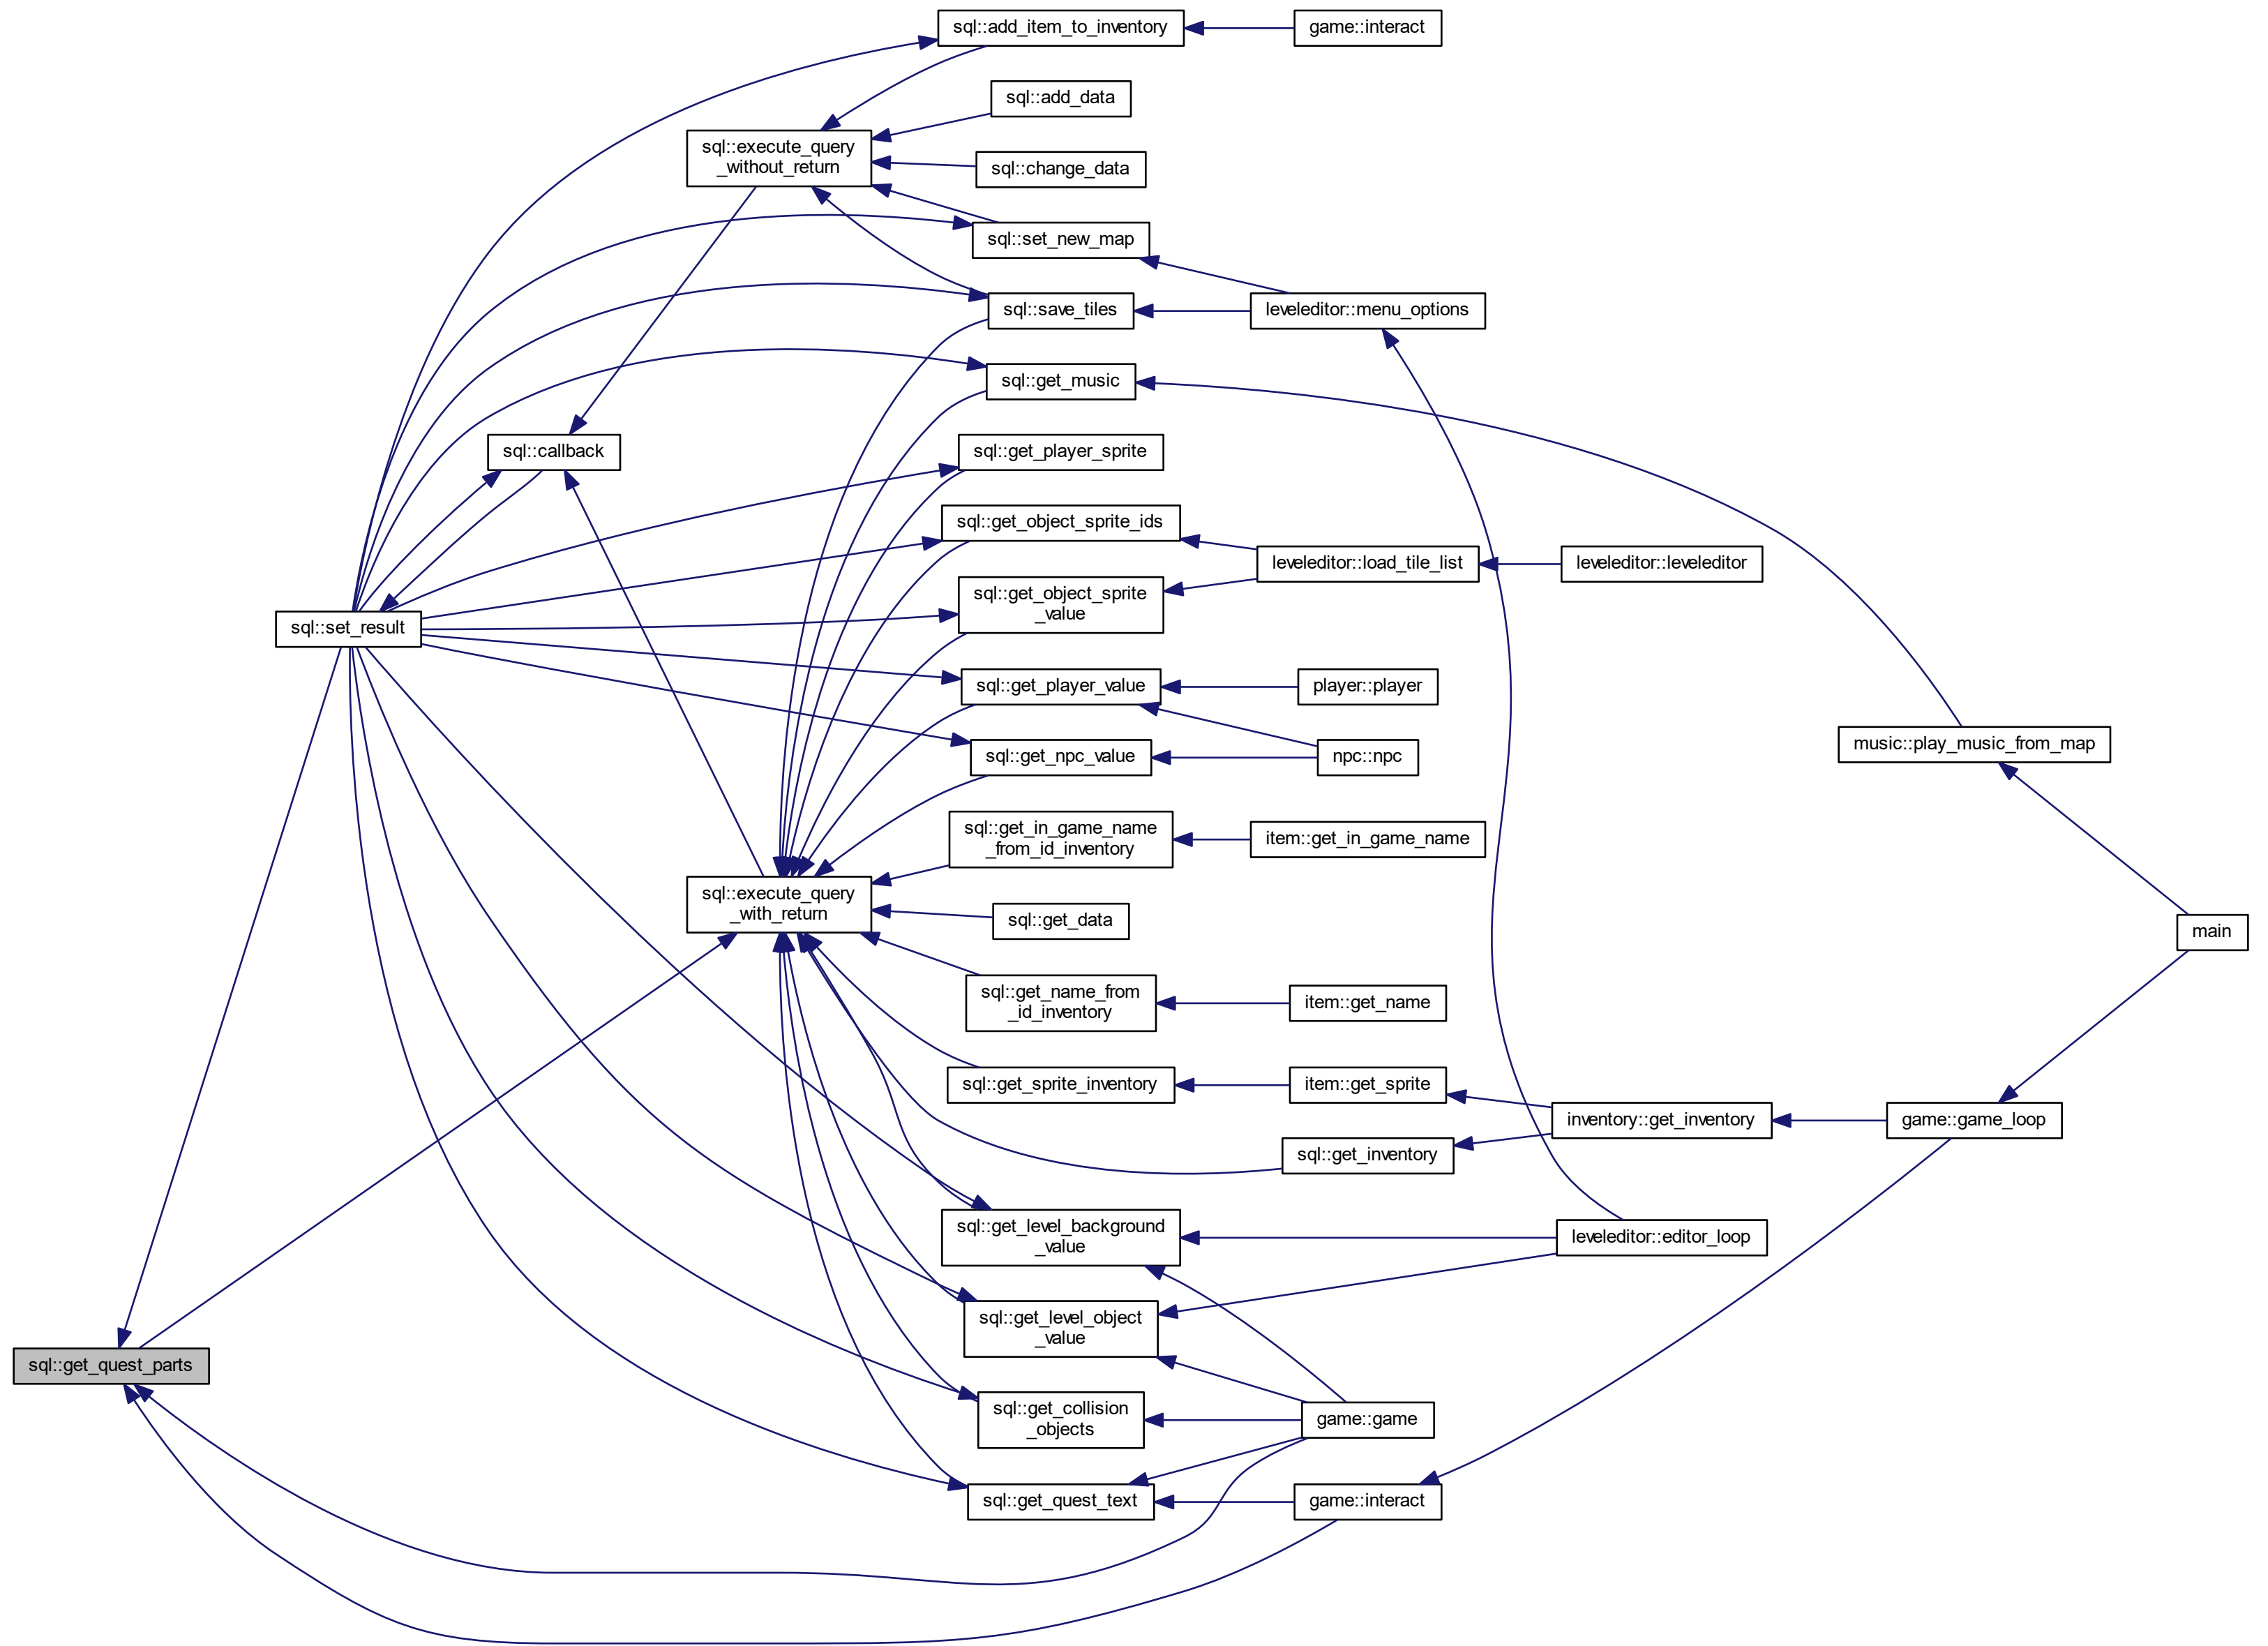 sql::add_item_to_inventory
game::interact
sql::add_data
sql::execute_query
_without_return
sql::change_data
sql::set_new_map
sql::save_tiles
leveleditor::menu_options
sql::get_music
sql::callback
sql::get_player_sprite
sql::get_object_sprite_ids
leveleditor::load_tile_list
leveleditor::leveleditor
sql::get_object_sprite
_value
sql::set_result
sql::get_player_value
player::player
music::play_music_from_map
sql::get_npc_value
npc::npc
sql::get_in_game_name
_from_id_inventory
item::get_in_game_name
sql::execute_query
_with_return
sql::get_data
main
sql::get_name_from
_id_inventory
item::get_name
sql::get_sprite_inventory
item::get_sprite
inventory::get_inventory
game::game_loop
sql::get_inventory
sql::get_level_background
_value
leveleditor::editor_loop
sql::get_level_object
_value
sql::get_quest_parts
sql::get_collision
_objects
game::game
sql::get_quest_text
game::interact